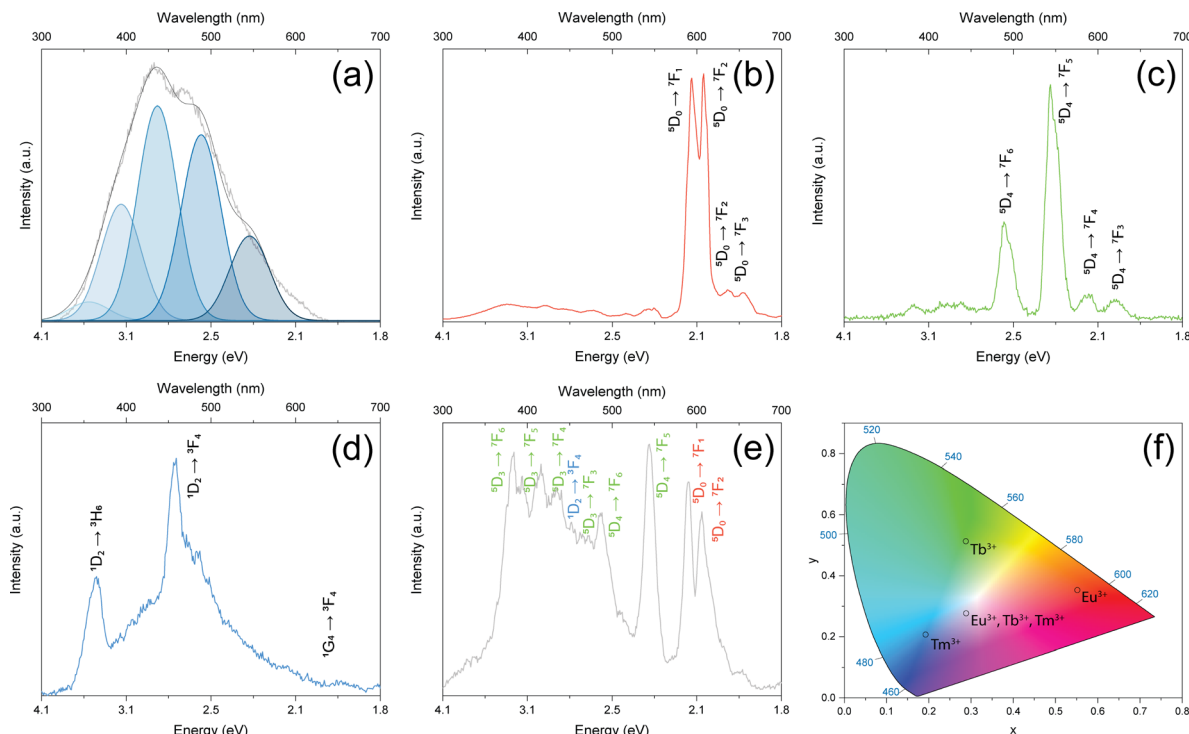 Wavelength (nm)
300 400 500 600 700
(a)
Intensity (a.u.)
4.1 3.1 2.5 2.1 1.8
Energy (eV)
Wavelength (nm)
300 400 500 600 700
(b)
⁵D₀ → ⁷F₁
⁵D₀ → ⁷F₂
⁵D₀ → ⁷F₂
⁵D₀ → ⁷F₃
Intensity (a.u.)
4.1 3.1 2.5 2.1 1.8
Energy (eV)
Wavelength (nm)
300 400 500 600 700
(c)
⁵D₄ → ⁷F₆
⁵D₄ → ⁷F₅
⁵D₄ → ⁷F₄
⁵D₄ → ⁷F₃
Intensity (a.u.)
4.1 3.1 2.5 2.1 1.8
Energy (eV)
Wavelength (nm)
300 400 500 600 700
(d)
¹D₂ → ³H₆
¹D₂ → ³F₄
¹G₄ → ³F₄
Intensity (a.u.)
4.1 3.1 2.5 2.1 1.8
Energy (eV)
Wavelength (nm)
300 400 500 600 700
(e)
⁵D₃ → ⁷F₆
⁵D₃ → ⁷F₅
⁵D₃ → ⁷F₄
¹D₂ → ³F₄
⁵D₃ → ⁷F₃
⁵D₄ → ⁷F₆
⁵D₄ → ⁷F₅
⁵D₀ → ⁷F₁
⁵D₀ → ⁷F₂
Intensity (a.u.)
4.1 3.1 2.5 2.1 1.8
Energy (eV)
(f)
0.8
0.6
0.4
0.2
0.0
y
520
540
560
500
580
600
620
480
460
Tb³⁺
Eu³⁺
Eu³⁺, Tb³⁺, Tm³⁺
Tm³⁺
0.0 0.1 0.2 0.3 0.4 0.5 0.6 0.7 0.8
x